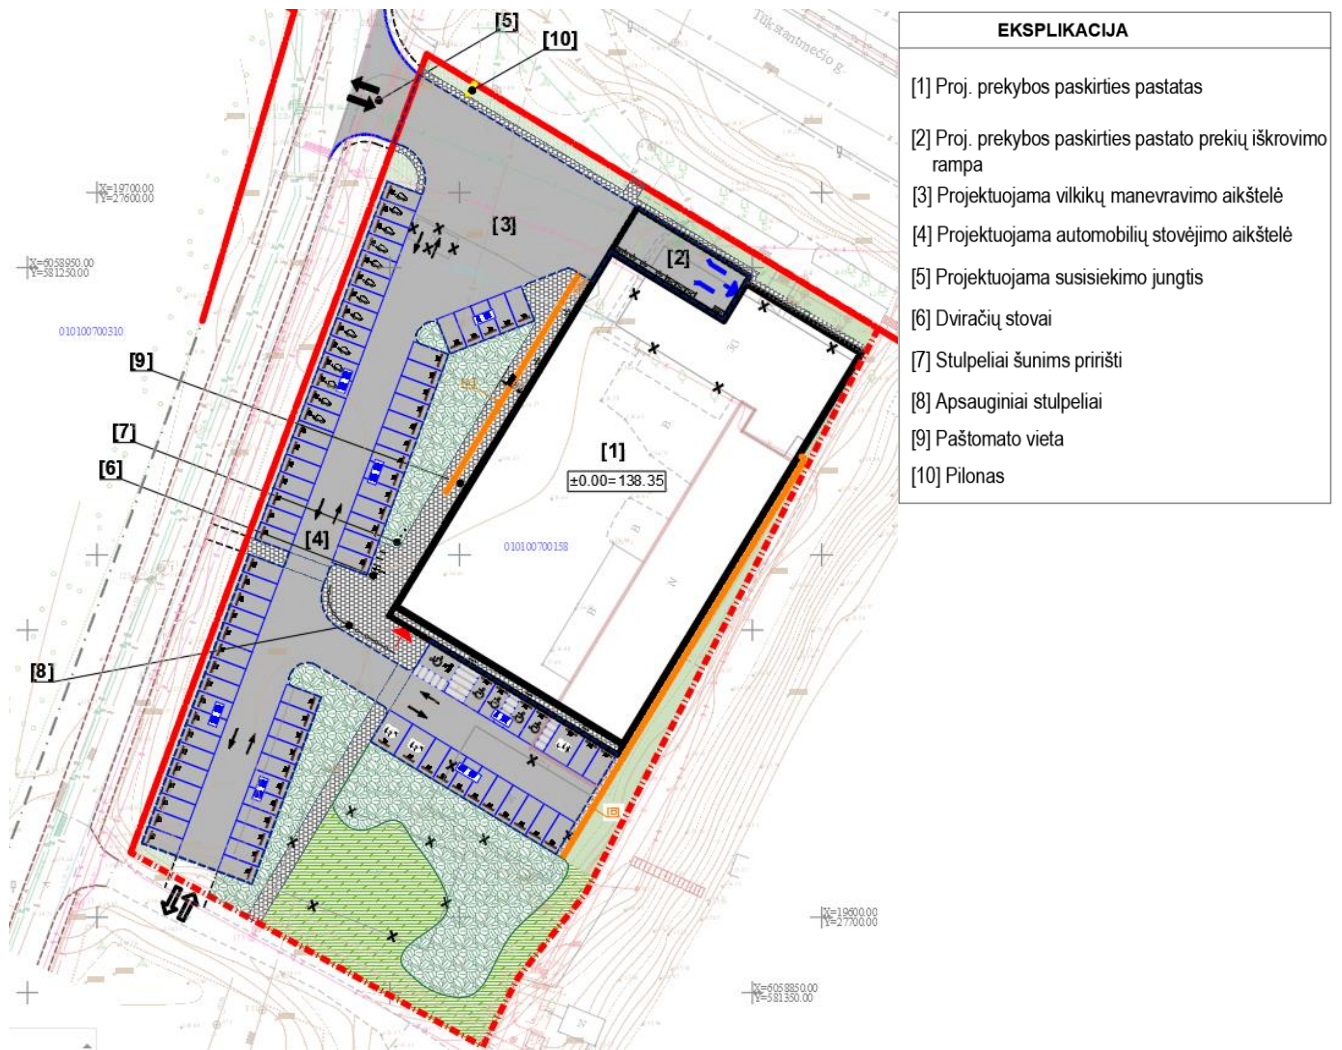 [5]
[10]
Tūkstantmečio g.
EKSPLIKACIJA
[1] Proj. prekybos paskirties pastatas
[2] Proj. prekybos paskirties pastato prekių iškrovimo
rampa
[3] Projektuojama vilkikų manevravimo aikštelė
[4] Projektuojama automobilių stovėjimo aikštelė
[5] Projektuojama susisiekimo jungtis
[6] Dviračių stovai
[7] Stulpeliai šunims pririšti
[8] Apsauginiai stulpeliai
[9] Paštomato vieta
[10] Pilonas
X=19700.00
Y=27600.00
[3]
[2]
X=6058950.00
Y=581250.00
010100700310
[9]
[7]
[6]
[1]
±0.00=138.35
[4]
010100700158
[8]
X=19600.00
Y=27700.00
X=6058850.00
Y=581350.00